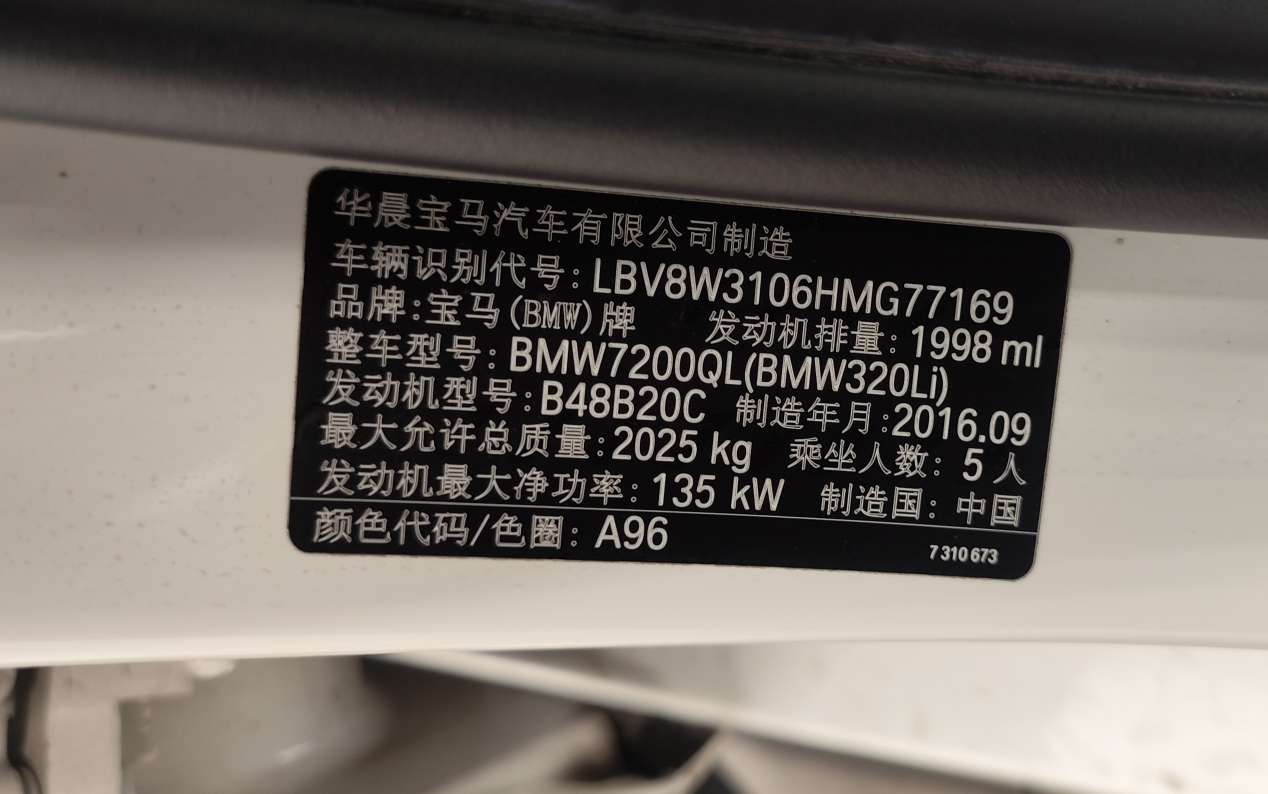 华晨宝马汽车有限公司制造
车辆识别代号: LBV8W3106HMG77169
品牌:宝马(BMW)牌 发动机排量: 1998 ml
整车型号: BMW7200QL(BMW320Li)
发动机型号: B48B20C 制造年月:2016.09
最大允许总质量: 2025 kg 乘坐人数: 5 人
发动机最大净功率: 135 kW 制造国: 中国
颜色代码/色圈: A96
7 310 673